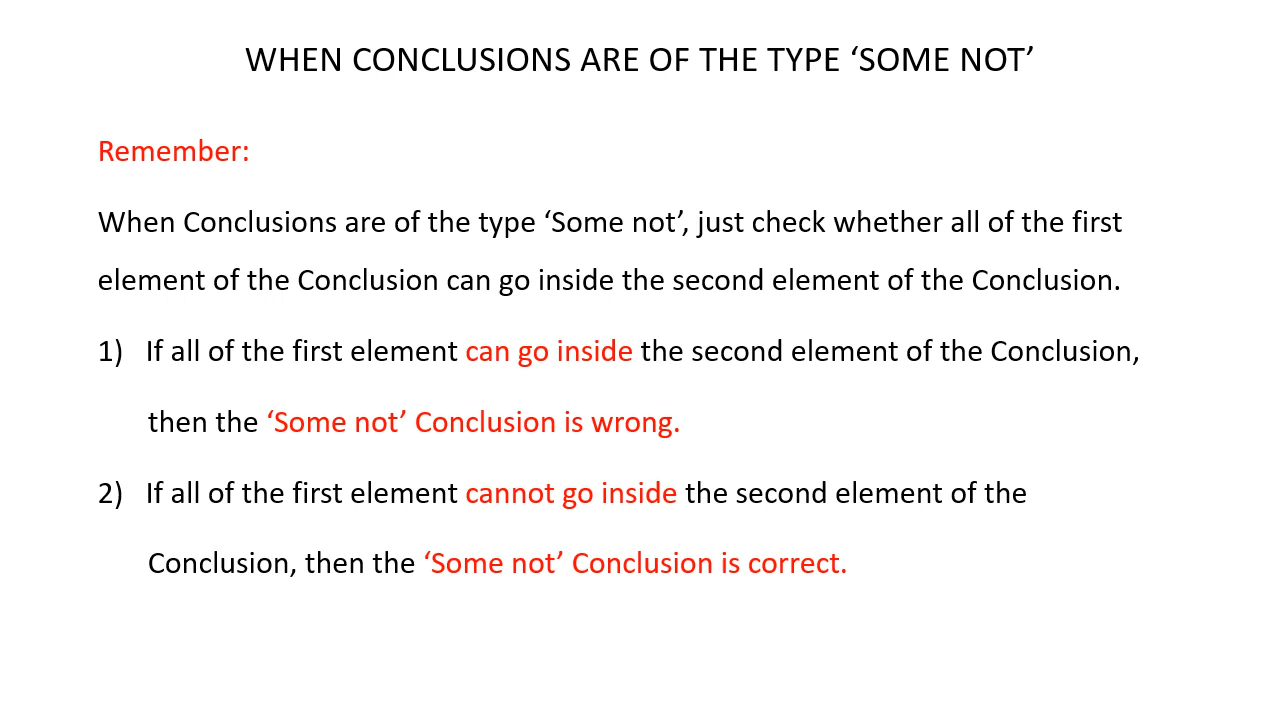 WHEN CONCLUSIONS ARE OF THE TYPE ‘SOME NOT’
Remember:
When Conclusions are of the type ‘Some not’, just check whether all of the first
element of the Conclusion can go inside the second element of the Conclusion.
1) If all of the first element can go inside the second element of the Conclusion,
then the ‘Some not’ Conclusion is wrong.
2) If all of the first element cannot go inside the second element of the
Conclusion, then the ‘Some not’ Conclusion is correct.